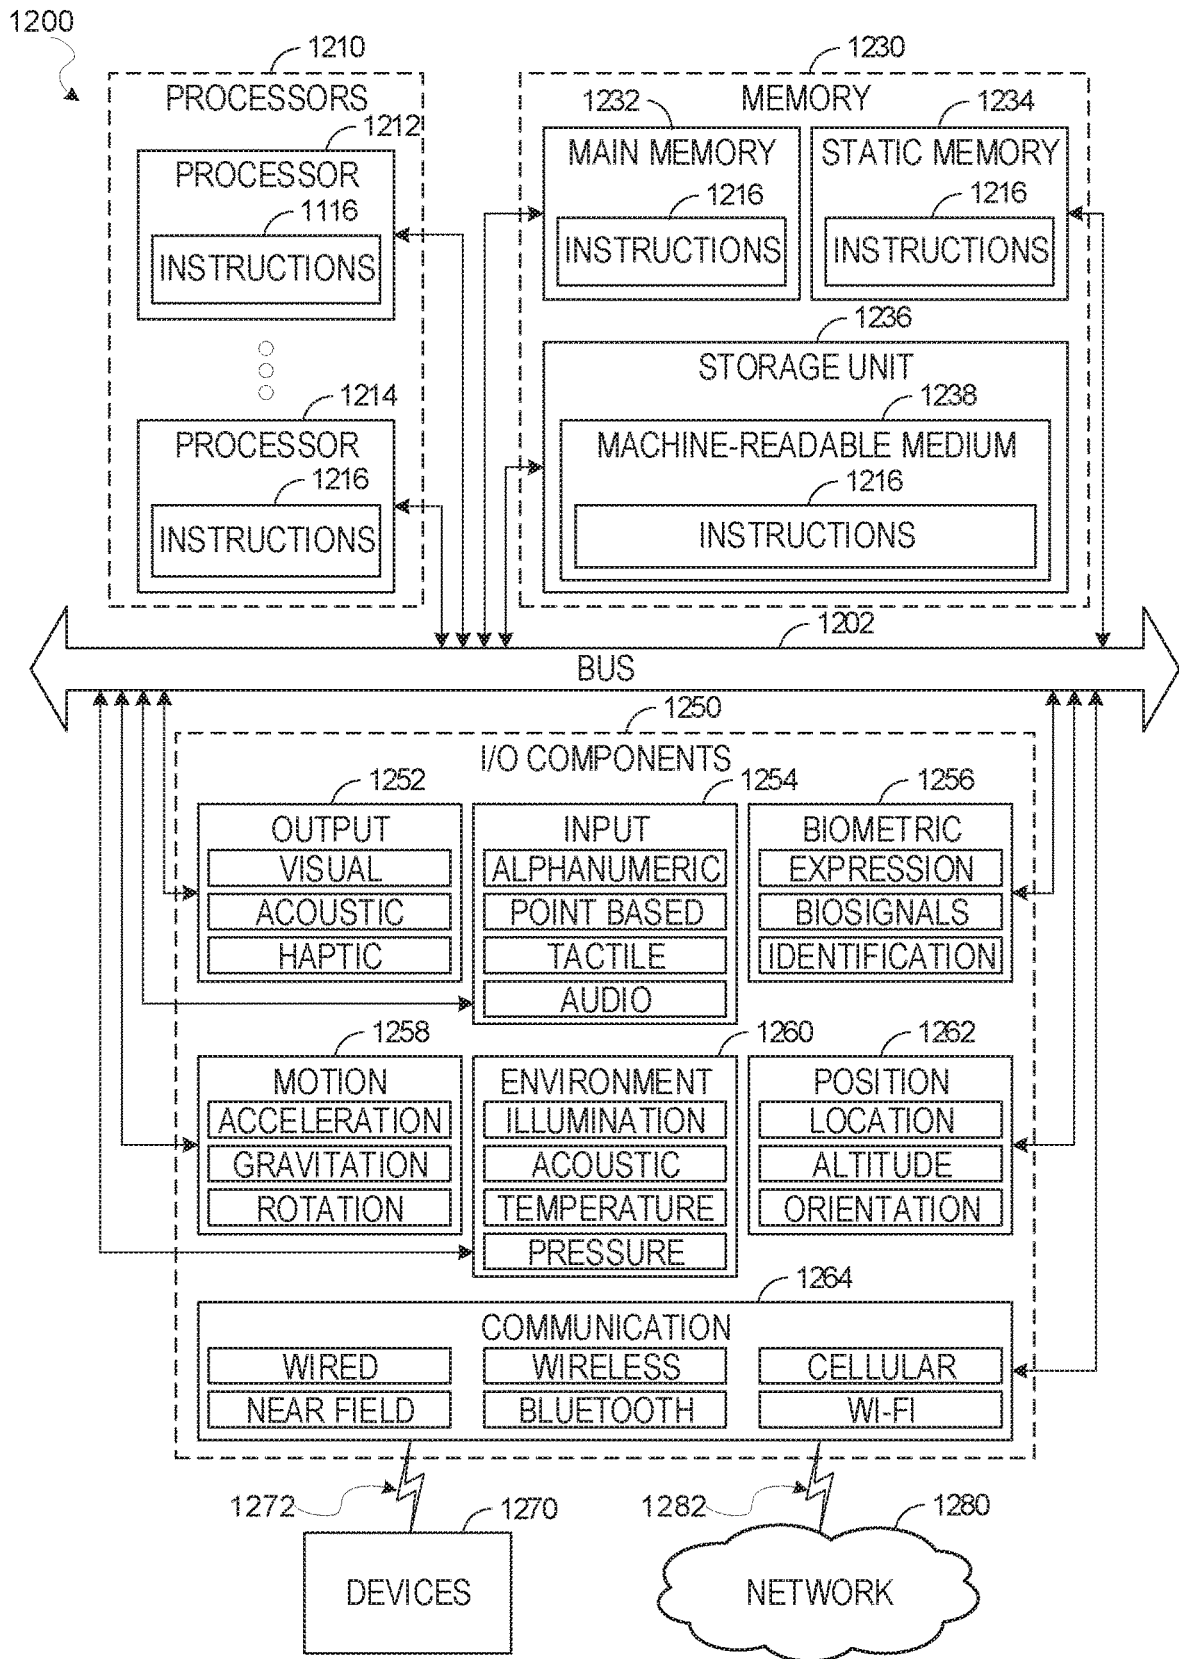 1200
1210
PROCESSORS
1212
PROCESSOR
1116
INSTRUCTIONS
1214
PROCESSOR
1216
INSTRUCTIONS
1230
MEMORY
1232
MAIN MEMORY
1216
INSTRUCTIONS
1234
STATIC MEMORY
1216
INSTRUCTIONS
1236
STORAGE UNIT
1238
MACHINE-READABLE MEDIUM
1216
INSTRUCTIONS
1202
BUS
1250
I/O COMPONENTS
1252
OUTPUT
VISUAL
ACOUSTIC
HAPTIC
1254
INPUT
ALPHANUMERIC
POINT BASED
TACTILE
AUDIO
1256
BIOMETRIC
EXPRESSION
BIOSIGNALS
IDENTIFICATION
1258
MOTION
ACCELERATION
GRAVITATION
ROTATION
1260
ENVIRONMENT
ILLUMINATION
ACOUSTIC
TEMPERATURE
PRESSURE
1262
POSITION
LOCATION
ALTITUDE
ORIENTATION
1264
COMMUNICATION
WIRED
WIRELESS
CELLULAR
NEAR FIELD
BLUETOOTH
WI-FI
1272
1270
DEVICES
1282
1280
NETWORK